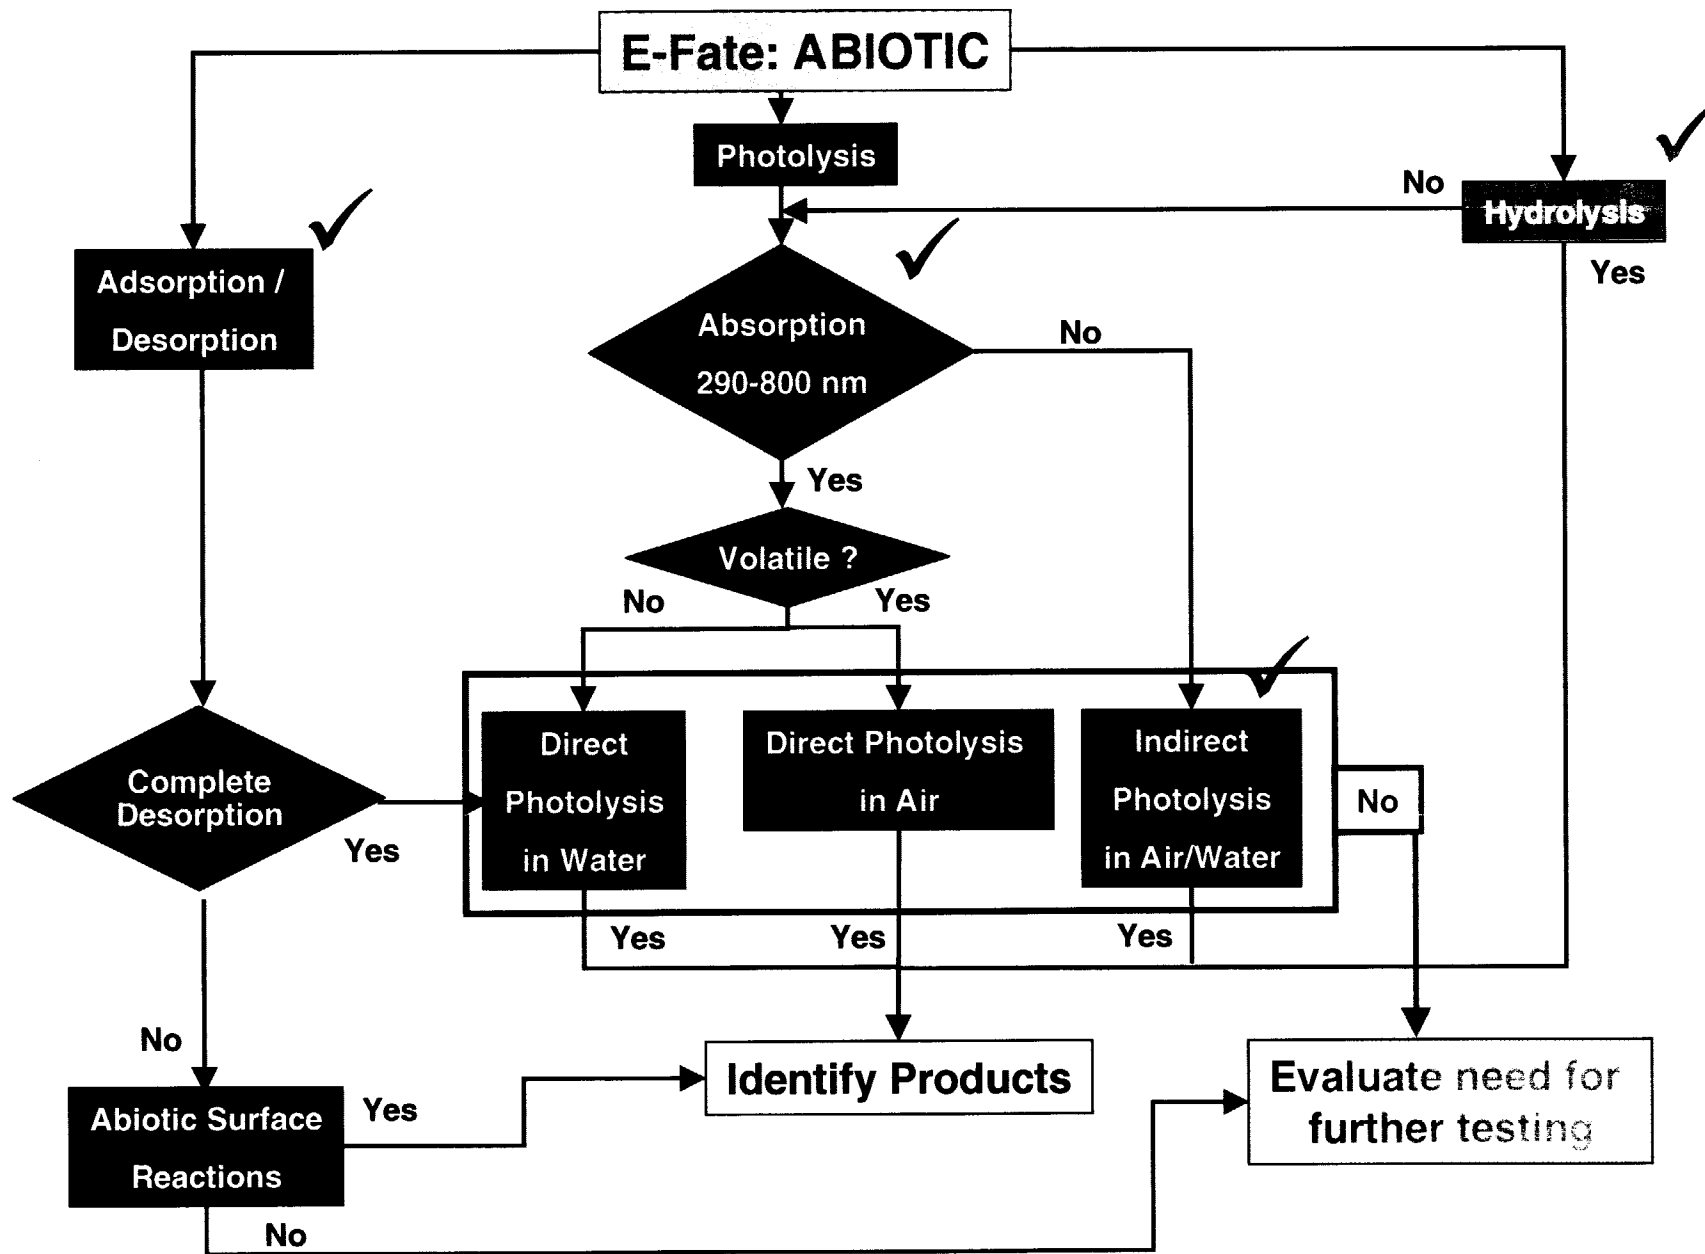 E-Fate: ABIOTIC
Photolysis
No
Hydrolysis
Yes
Adsorption /
Desorption
Absorption
290-800 nm
No
Yes
Volatile ?
No
Yes
Direct
Photolysis
in Water
Direct Photolysis
in Air
Indirect
Photolysis
in Air/Water
No
Complete
Desorption
Yes
Yes
Yes
Yes
No
Identify Products
Evaluate need for
further testing
Abiotic Surface
Reactions
Yes
No